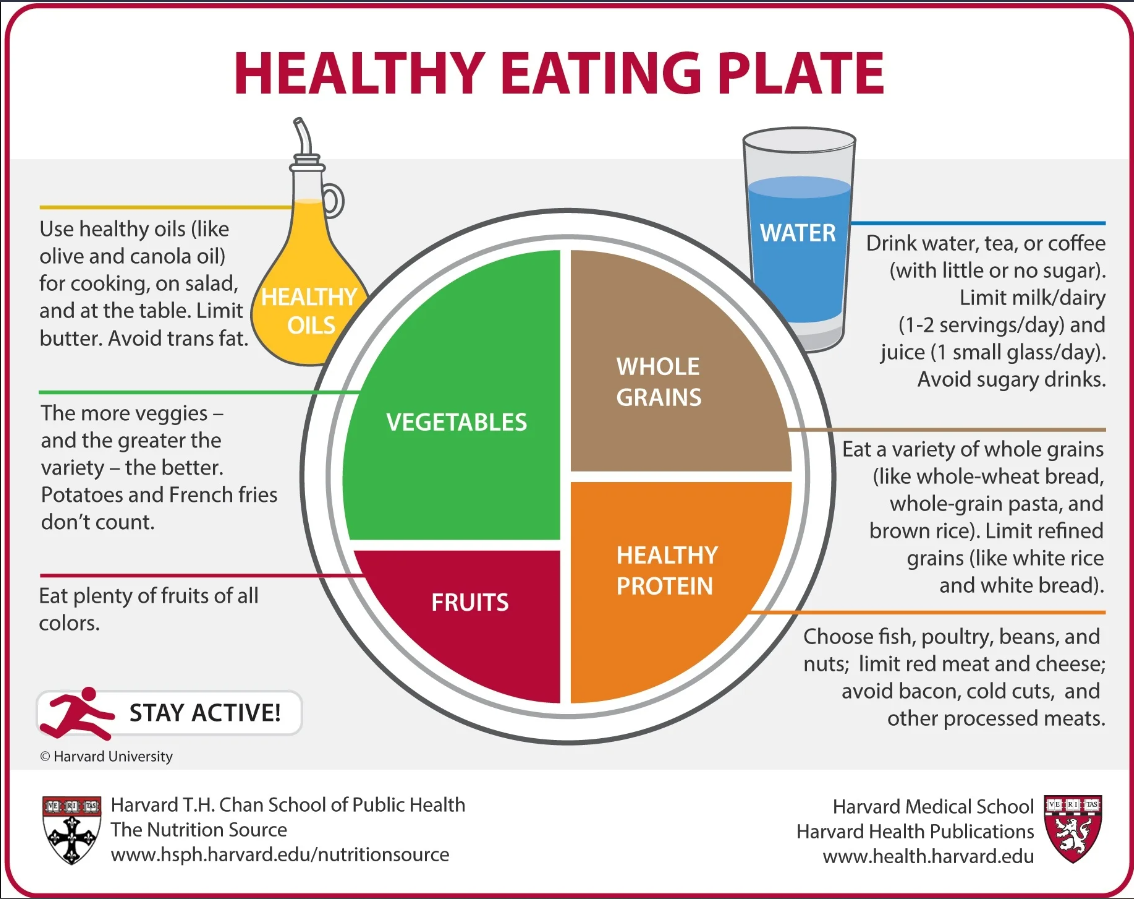 HEALTHY EATING PLATE
Use healthy oils (like
olive and canola oil)
for cooking, on salad,
and at the table. Limit
butter. Avoid trans fat.
HEALTHY
OILS
The more veggies –
and the greater the
variety – the better.
Potatoes and French fries
don’t count.
Eat plenty of fruits of all
colors.
VEGETABLES
FRUITS
WHOLE
GRAINS
HEALTHY
PROTEIN
WATER
Drink water, tea, or coffee
(with little or no sugar).
Limit milk/dairy
(1-2 servings/day) and
juice (1 small glass/day).
Avoid sugary drinks.
Eat a variety of whole grains
(like whole-wheat bread,
whole-grain pasta, and
brown rice). Limit refined
grains (like white rice
and white bread).
Choose fish, poultry, beans, and
nuts; limit red meat and cheese;
avoid bacon, cold cuts, and
other processed meats.
STAY ACTIVE!
© Harvard University
VE RI TAS
Harvard T.H. Chan School of Public Health
The Nutrition Source
www.hsph.harvard.edu/nutritionsource
Harvard Medical School
Harvard Health Publications
www.health.harvard.edu
VE RI TAS